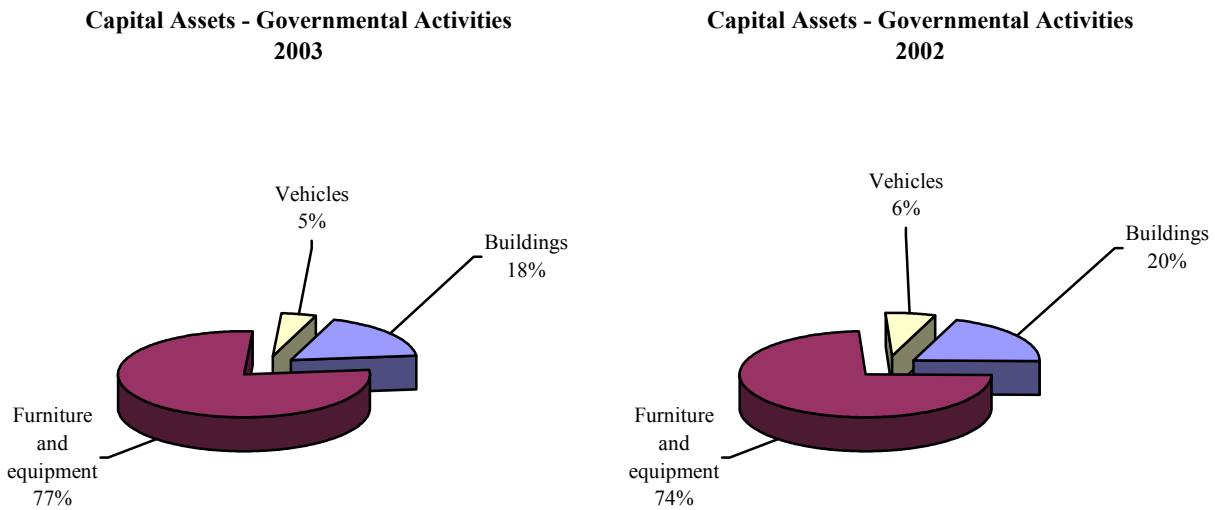 Capital Assets - Governmental Activities
2003
Vehicles
5%
Buildings
18%
Furniture
and
equipment
77%
Capital Assets - Governmental Activities
2002
Vehicles
6%
Buildings
20%
Furniture
and
equipment
74%